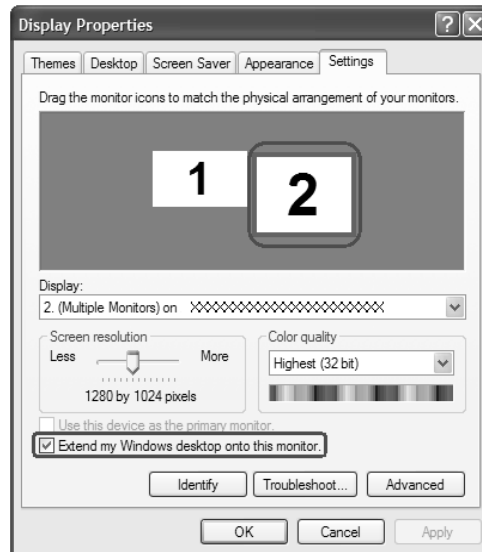 Display Properties
Themes Desktop Screen Saver Appearance Settings
Drag the monitor icons to match the physical arrangement of your monitors.
1 2
Display:
2. (Multiple Monitors) on XXXXXXXXXXXXXXXXXXXXXX
Screen resolution Color quality
Less More Highest (32 bit)
1280 by 1024 pixels
Use this device as the primary monitor.
Extend my Windows desktop onto this monitor.
Identify Troubleshoot... Advanced
OK Cancel Apply